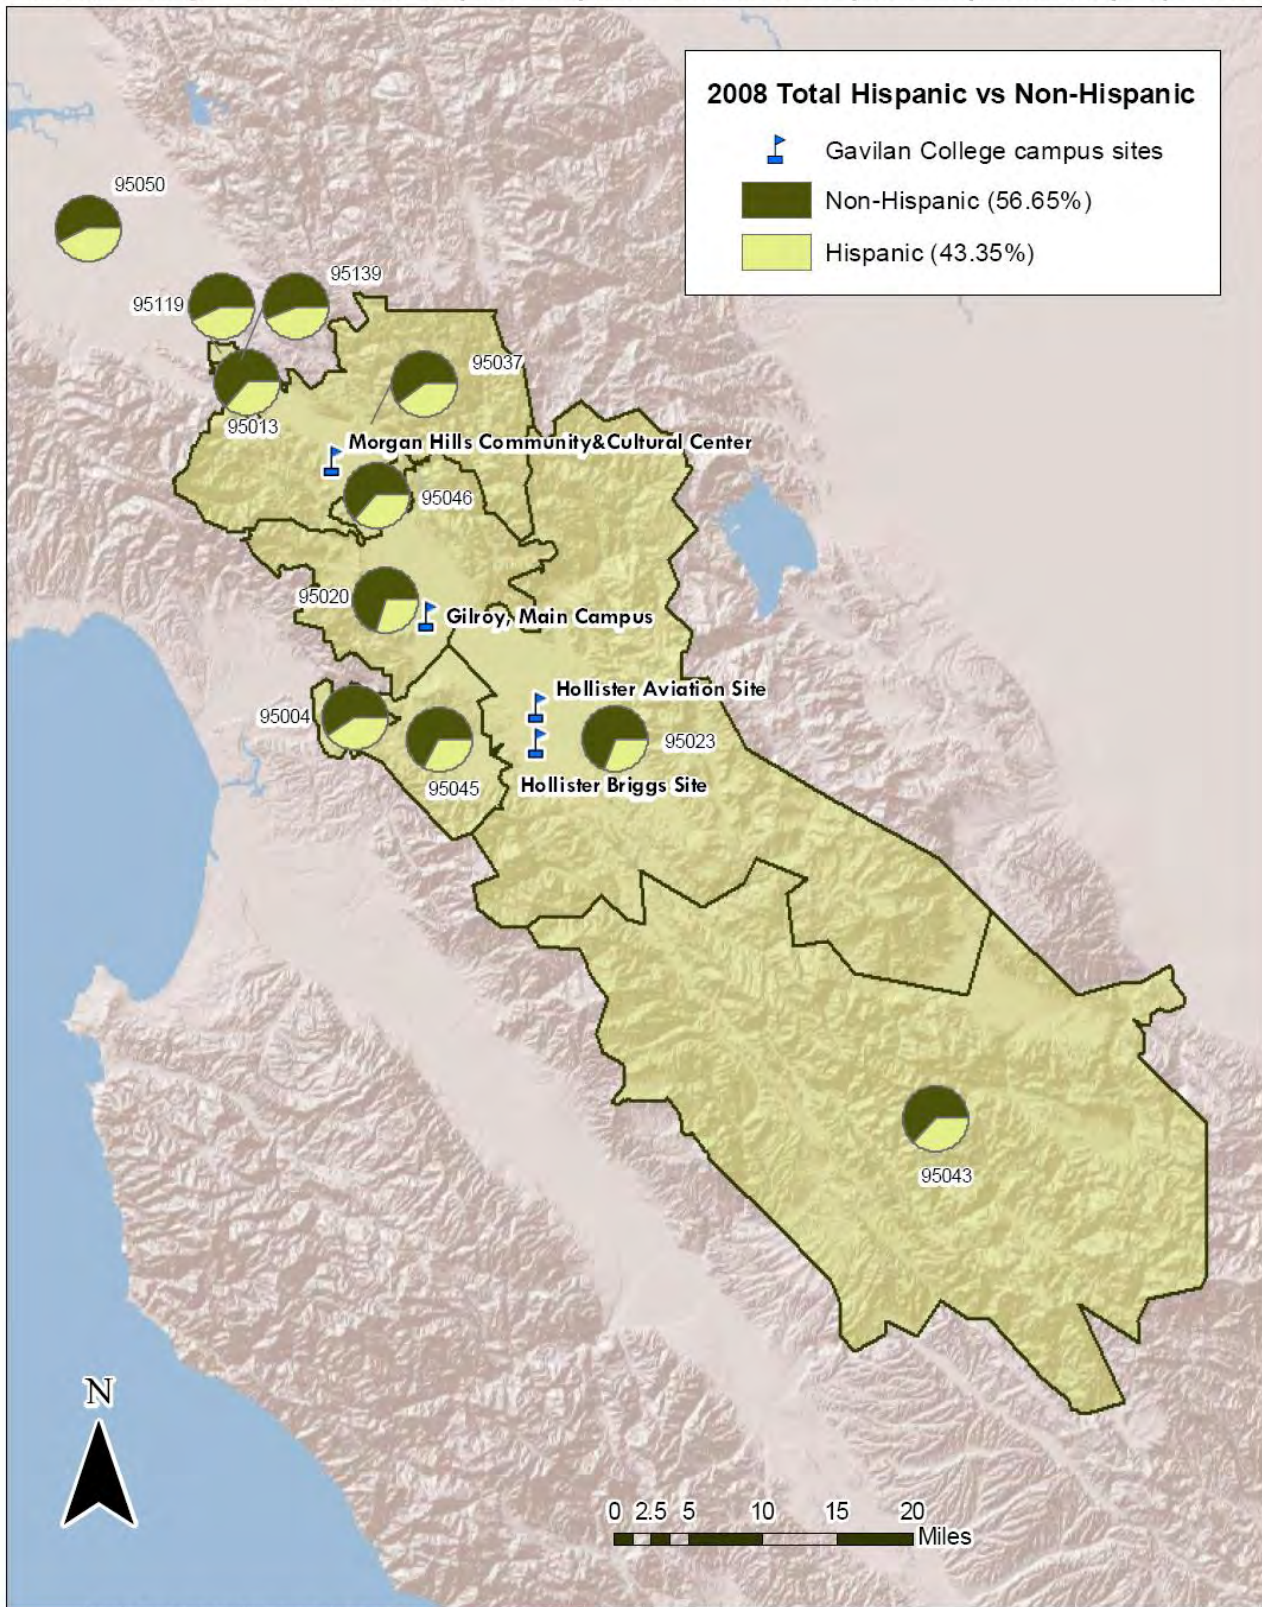 2008 Total Hispanic vs Non-Hispanic
Gavilan College campus sites
Non-Hispanic (56.65%)
Hispanic (43.35%)
95050
95119
95139
95013
95037
Morgan Hills Community&Cultural Center
95046
95020
Gilroy, Main Campus
Hollister Aviation Site
95004
95045
95023
Hollister Briggs Site
95043
N
0 2.5 5 10 15 20
Miles